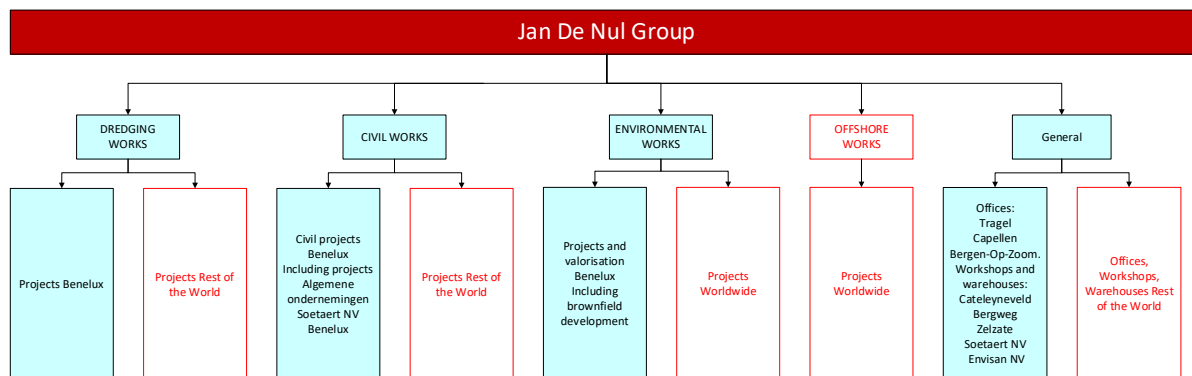 Jan De Nul Group
DREDGING
WORKS
CIVIL WORKS
ENVIRONMENTAL
WORKS
OFFSHORE
WORKS
General
Projects Benelux
Projects Rest of
the World
Civil projects
Benelux
Including projects
Algemene
ondernemingen
Soetaert NV
Benelux
Projects Rest of
the World
Projects and
valorisation
Benelux
Including
brownfield
development
Projects
Worldwide
Projects
Worldwide
Offices:
Tragel
Capellen
Bergen-Op-Zoom.
Workshops and
warehouses:
Cateleyneveld
Bergweg
Zelzate
Soetaert NV
Envisan NV
Offices,
Workshops,
Warehouses Rest
of the World